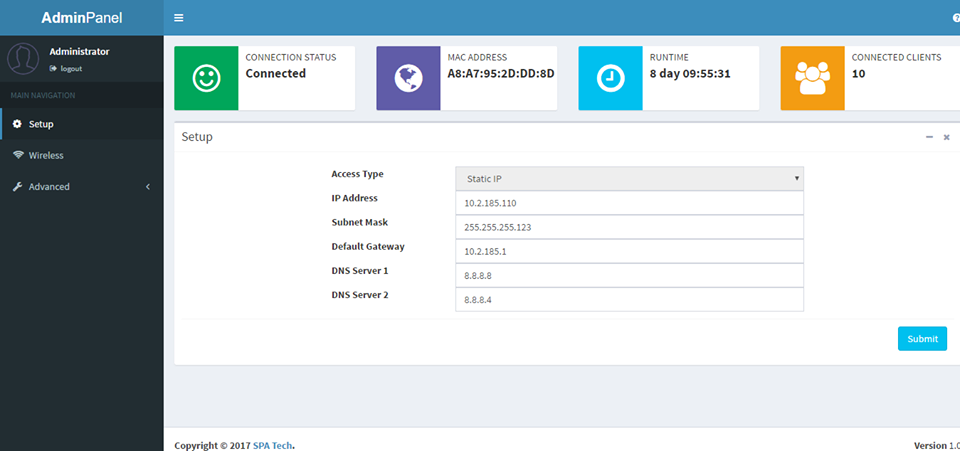 AdminPanel
Administrator
logout
MAIN NAVIGATION
Setup
Wireless
Advanced
CONNECTION STATUS
Connected
MAC ADDRESS
A8:A7:95:2D:DD:8D
RUNTIME
8 day 09:55:31
CONNECTED CLIENTS
10
Setup
Access Type Static IP
IP Address 10.2.185.110
Subnet Mask 255.255.255.123
Default Gateway 10.2.185.1
DNS Server 1 8.8.8.8
DNS Server 2 8.8.8.4
Submit
Copyright © 2017 SPA Tech. Version 1.0